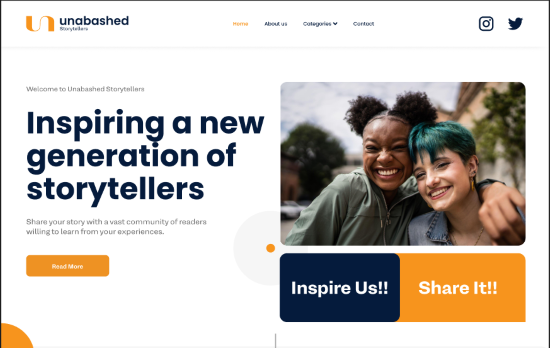 unabashed
Storytellers
Home
About us
Categories
Contact
Welcome to Unabashed Storytellers
Inspiring a new
generation of
storytellers
Share your story with a vast community of readers
willing to learn from your experiences.
Read More
Inspire Us!!
Share It!!